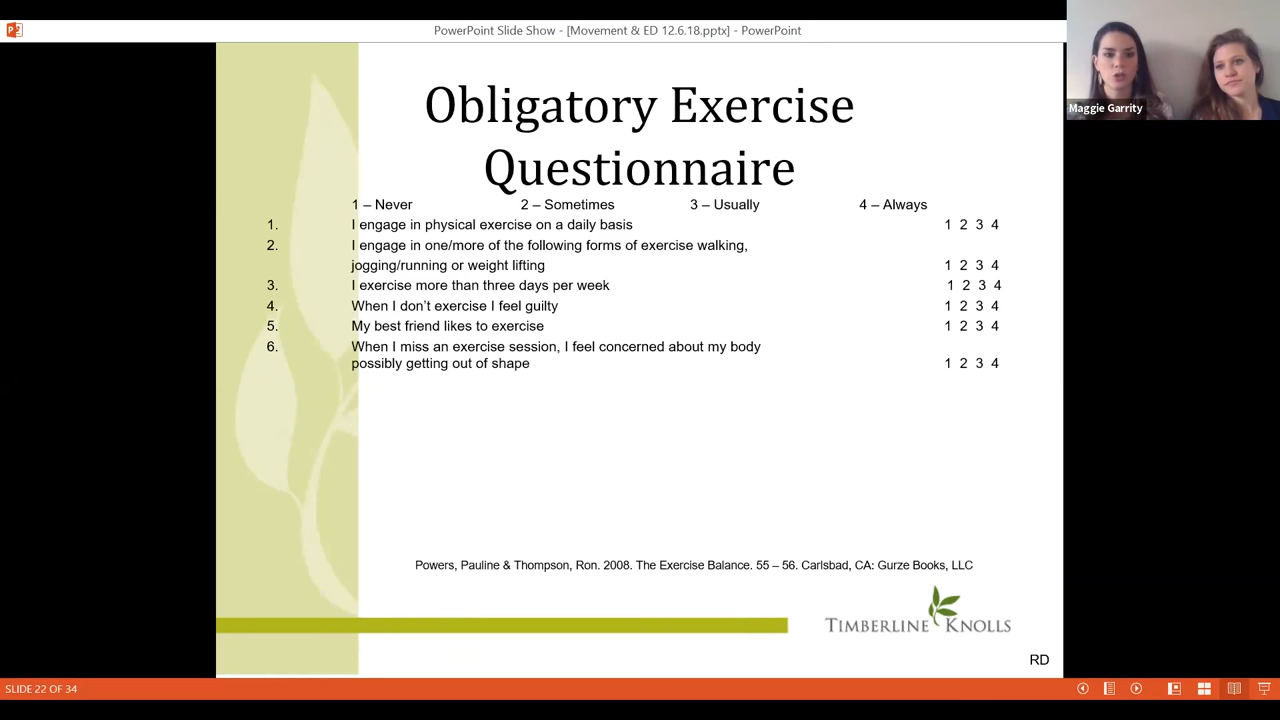 PowerPoint Slide Show - [Movement & ED 12.6.18.pptx] - PowerPoint
Maggie Garrity
Obligatory Exercise
Questionnaire
1 – Never 2 – Sometimes 3 – Usually 4 – Always
1. I engage in physical exercise on a daily basis 1 2 3 4
2. I engage in one/more of the following forms of exercise walking,
jogging/running or weight lifting 1 2 3 4
3. I exercise more than three days per week 1 2 3 4
4. When I don’t exercise I feel guilty 1 2 3 4
5. My best friend likes to exercise 1 2 3 4
6. When I miss an exercise session, I feel concerned about my body
possibly getting out of shape 1 2 3 4
Powers, Pauline & Thompson, Ron. 2008. The Exercise Balance. 55 – 56. Carlsbad, CA: Gurze Books, LLC
TIMBERLINE KNOLLS
RD
SLIDE 22 OF 34